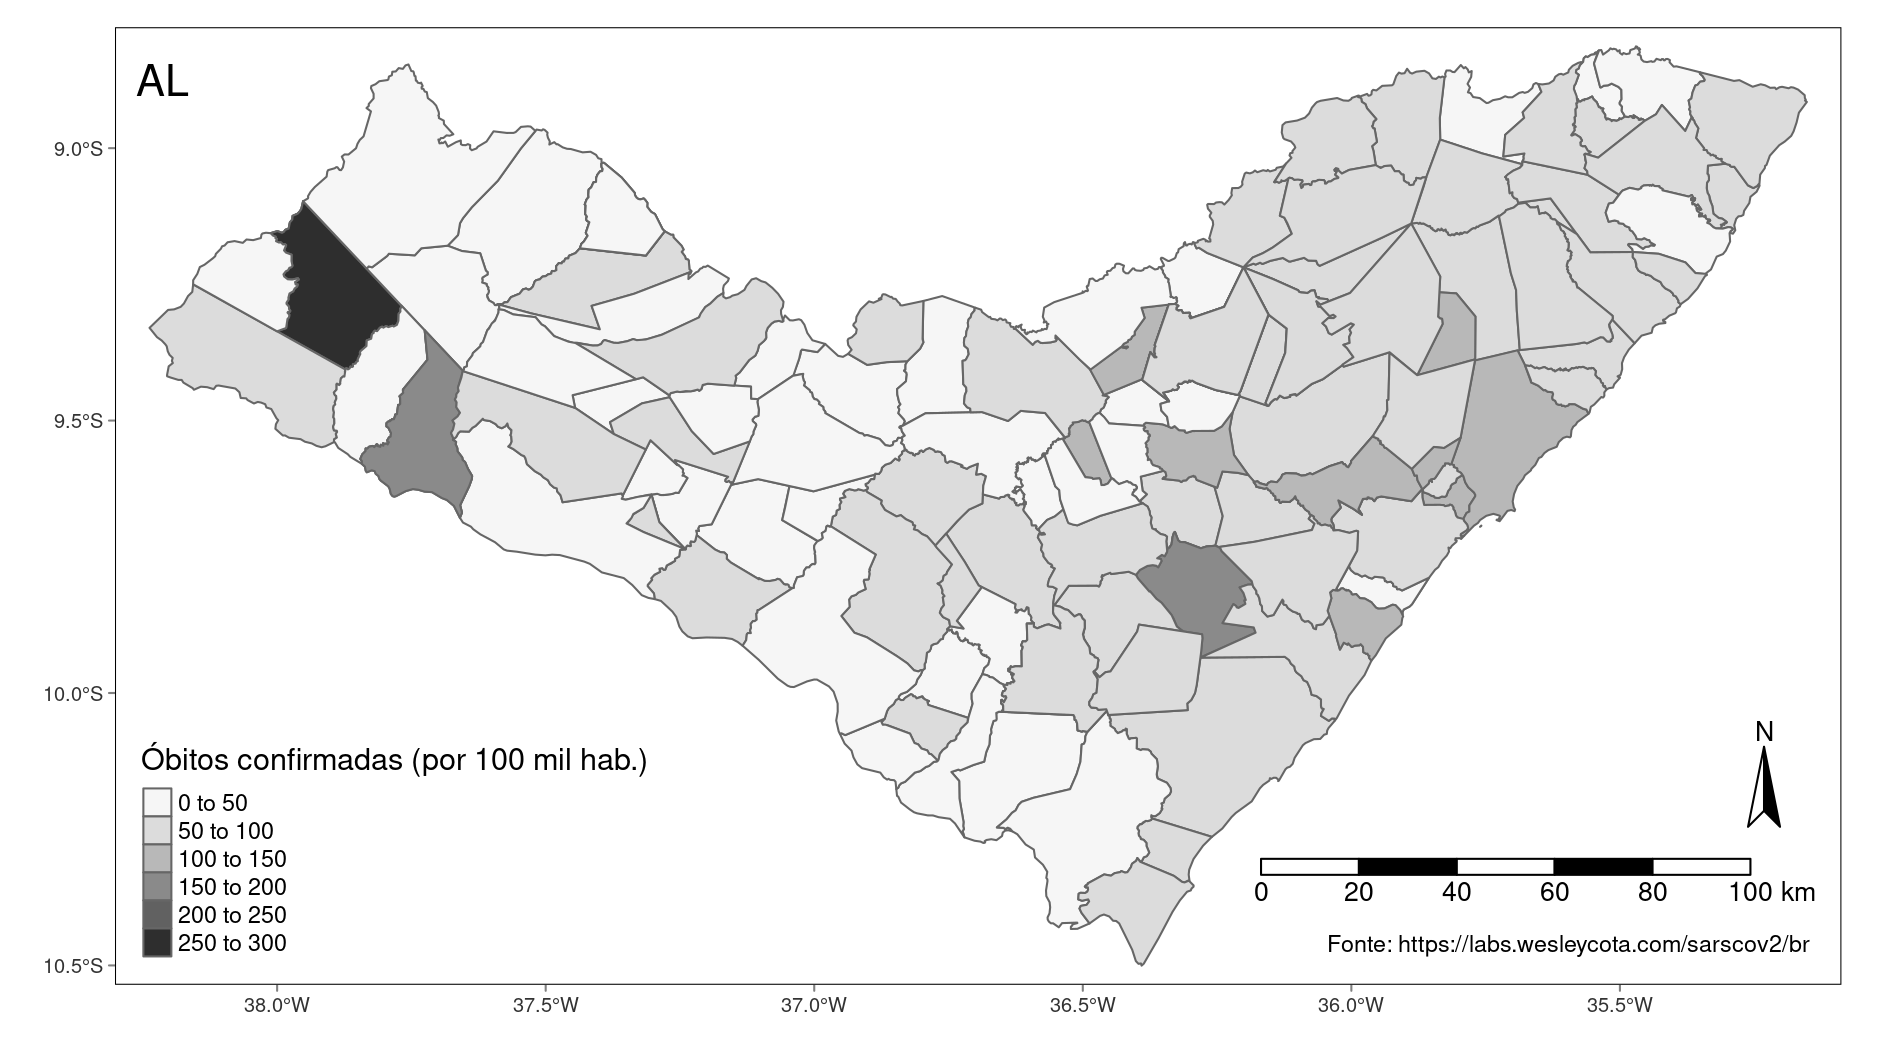 AL
9.0°S
9.5°S
10.0°S
10.5°S
Óbitos confirmadas (por 100 mil hab.)
0 to 50
50 to 100
100 to 150
150 to 200
200 to 250
250 to 300
N
0 20 40 60 80 100 km
Fonte: https://labs.wesleycota.com/sarscov2/br
38.0°W 37.5°W 37.0°W 36.5°W 36.0°W 35.5°W